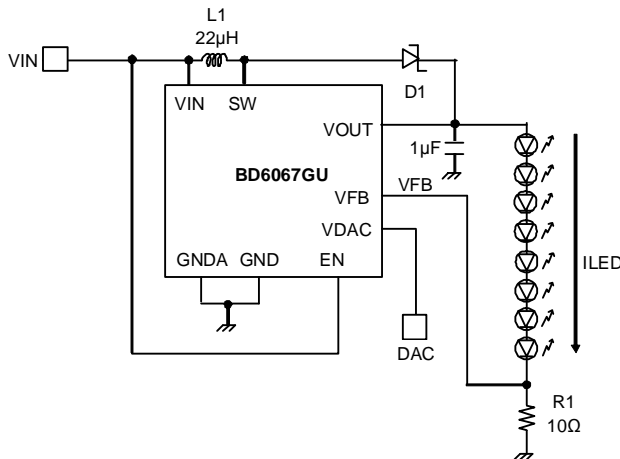 L1
22µH
VIN
D1
VIN SW
VOUT
1µF
BD6067GU
VFB VFB
VDAC
GNDA GND EN
ILED
DAC
R1
10Ω